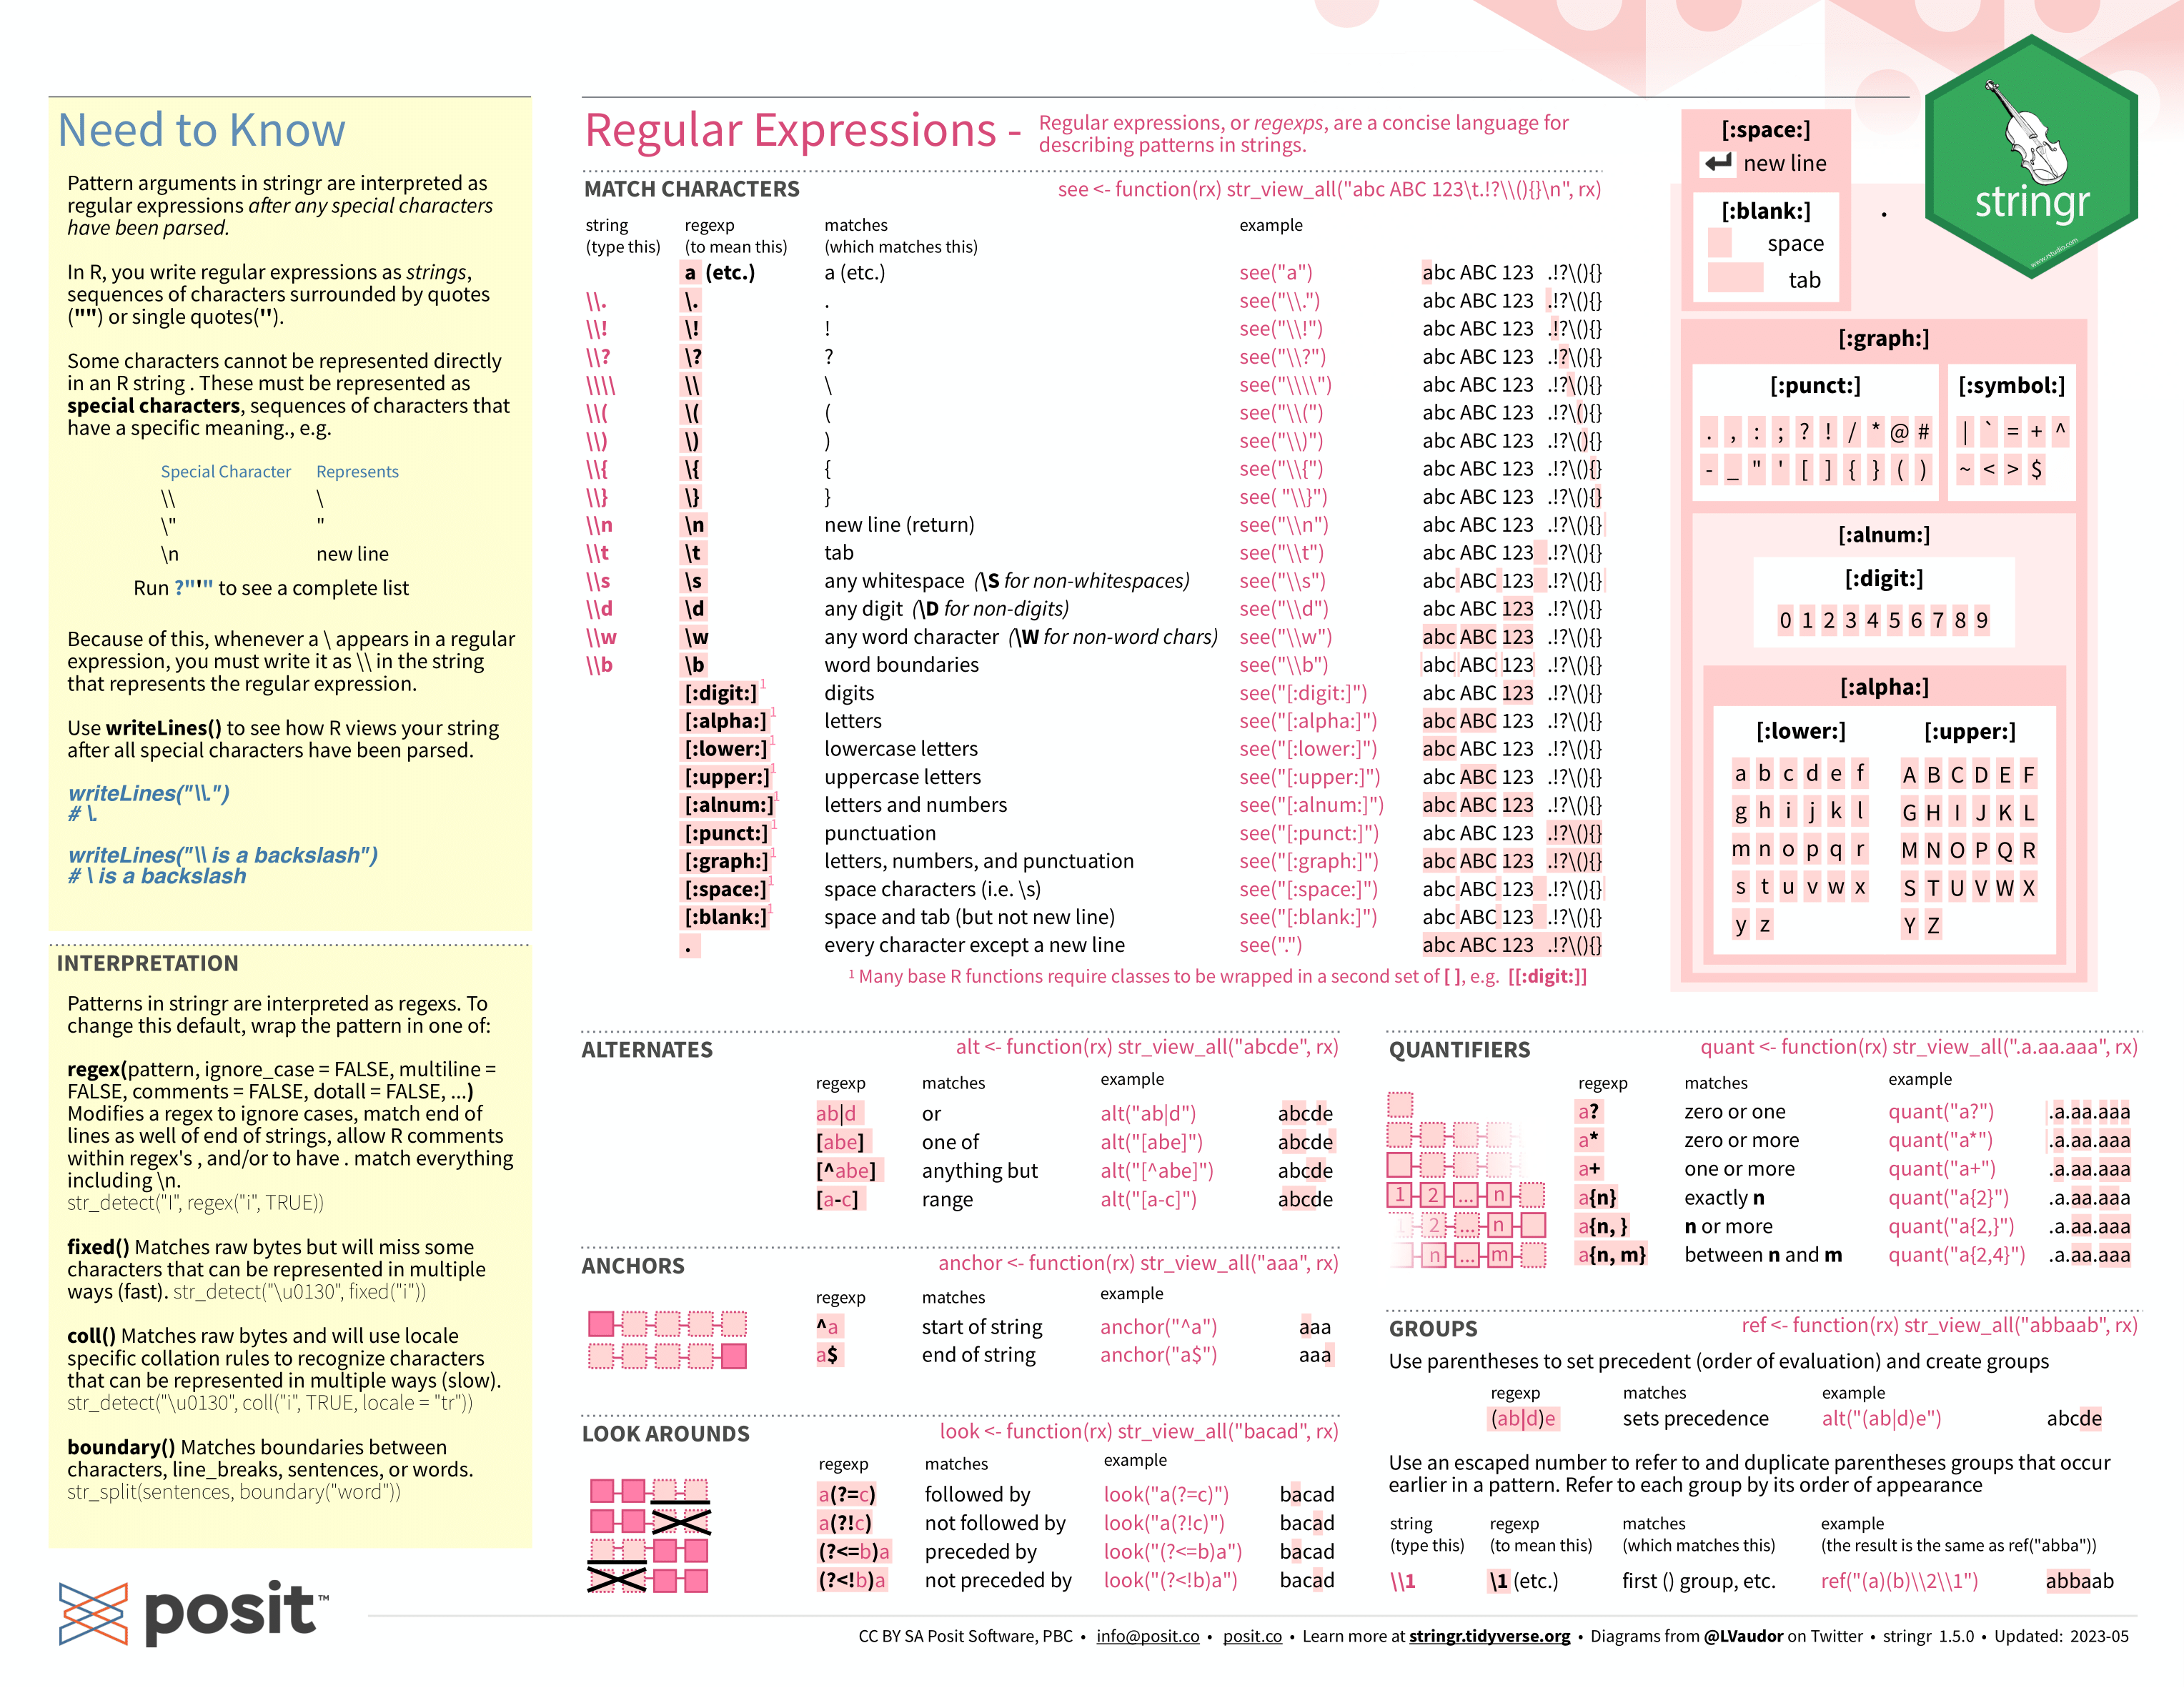 Need to Know
Pattern arguments in stringr are interpreted as
regular expressions after any special characters
have been parsed.
In R, you write regular expressions as strings,
sequences of characters surrounded by quotes
("") or single quotes('').
Some characters cannot be represented directly
in an R string . These must be represented as
special characters, sequences of characters that
have a specific meaning., e.g.
Special Character Represents
\\ \
\" "
\n new line
Run ?"'" to see a complete list
Because of this, whenever a \ appears in a regular
expression, you must write it as \\ in the string
that represents the regular expression.
Use writeLines() to see how R views your string
after all special characters have been parsed.
writeLines("\\.")
# \.
writeLines("\\ is a backslash")
# \ is a backslash
INTERPRETATION
Patterns in stringr are interpreted as regexs. To
change this default, wrap the pattern in one of:
regex(pattern, ignore_case = FALSE, multiline =
FALSE, comments = FALSE, dotall = FALSE, ...)
Modifies a regex to ignore cases, match end of
lines as well of end of strings, allow R comments
within regex's , and/or to have . match everything
including \n.
str_detect("I", regex("i", TRUE))
fixed() Matches raw bytes but will miss some
characters that can be represented in multiple
ways (fast). str_detect("\u0130", fixed("i"))
coll() Matches raw bytes and will use locale
specific collation rules to recognize characters
that can be represented in multiple ways (slow).
str_detect("\u0130", coll("i", TRUE, locale = "tr"))
boundary() Matches boundaries between
characters, line_breaks, sentences, or words.
str_split(sentences, boundary("word"))
posit™
Regular Expressions - 
Regular expressions, or regexps, are a concise language for
describing patterns in strings.
MATCH CHARACTERS see <- function(rx) str_view_all("abc ABC 123\t.!?\\(){}\n", rx)
string regexp matches example
(type this) (to mean this) (which matches this)
a (etc.) a (etc.) see("a") abc ABC 123 .!?\(){}
\\. \. . see("\\.") abc ABC 123 .!?\(){}
\\! \! ! see("\\!") abc ABC 123 .!?\(){}
\\? \? ? see("\\?") abc ABC 123 .!?\(){}
\\\\ \\ \ see("\\\\") abc ABC 123 .!?\(){}
\\( \( ( see("\\(") abc ABC 123 .!?\(){}
\\) \) ) see("\\)") abc ABC 123 .!?\(){}
\\{ \{ { see("\\{") abc ABC 123 .!?\(){}
\\} \} } see( "\\}") abc ABC 123 .!?\(){}
\\n \n new line (return) see("\\n") abc ABC 123 .!?\(){}
\\t \t tab see("\\t") abc ABC 123 .!?\(){}
\\s \s any whitespace (\S for non-whitespaces) see("\\s") abc ABC 123 .!?\(){}
\\d \d any digit (\D for non-digits) see("\\d") abc ABC 123 .!?\(){}
\\w \w any word character (\W for non-word chars) see("\\w") abc ABC 123 .!?\(){}
\\b \b word boundaries see("\\b") abc ABC 123 .!?\(){}
[:digit:]1 digits see("[:digit:]") abc ABC 123 .!?\(){}
[:alpha:]1 letters see("[:alpha:]") abc ABC 123 .!?\(){}
[:lower:]1 lowercase letters see("[:lower:]") abc ABC 123 .!?\(){}
[:upper:]1 uppercase letters see("[:upper:]") abc ABC 123 .!?\(){}
[:alnum:]1 letters and numbers see("[:alnum:]") abc ABC 123 .!?\(){}
[:punct:]1 punctuation see("[:punct:]") abc ABC 123 .!?\(){}
[:graph:]1 letters, numbers, and punctuation see("[:graph:]") abc ABC 123 .!?\(){}
[:space:]1 space characters (i.e. \s) see("[:space:]") abc ABC 123 .!?\(){}
[:blank:]1 space and tab (but not new line) see("[:blank:]") abc ABC 123 .!?\(){}
. every character except a new line see(".") abc ABC 123 .!?\(){}
1 Many base R functions require classes to be wrapped in a second set of [ ], e.g. [[:digit:]]
[:space:]
new line
[:blank:]
space
tab
.
stringr
www.rstudio.com
[:graph:]
[:punct:] [:symbol:]
. , : ; ? ! / * @ # | ` = + ^
- _ " ' [ ] { } ( ) ~ < > $
[:alnum:]
[:digit:]
0 1 2 3 4 5 6 7 8 9
[:alpha:]
[:lower:] [:upper:]
a b c d e f A B C D E F
g h i j k l G H I J K L
m n o p q r M N O P Q R
s t u v w x S T U V W X
y z Y Z
ALTERNATES alt <- function(rx) str_view_all("abcde", rx)
regexp matches example
ab|d or alt("ab|d") abcde
[abe] one of alt("[abe]") abcde
[^abe] anything but alt("[^abe]") abcde
[a-c] range alt("[a-c]") abcde
ANCHORS anchor <- function(rx) str_view_all("aaa", rx)
regexp matches example
^a start of string anchor("^a") aaa
a$ end of string anchor("a$") aaa
LOOK AROUNDS look <- function(rx) str_view_all("bacad", rx)
regexp matches example
a(?=c) followed by look("a(?=c)") bacad
a(?!c) not followed by look("a(?!c)") bacad
(?<=b)a preceded by look("(?<=b)a") bacad
(?<!b)a not preceded by look("(?<!b)a") bacad
QUANTIFIERS quant <- function(rx) str_view_all(".a.aa.aaa", rx)
regexp matches example
a? zero or one quant("a?") .a.aa.aaa
a* zero or more quant("a*") .a.aa.aaa
a+ one or more quant("a+") .a.aa.aaa
1 2 ... n a{n} exactly n quant("a{2}") .a.aa.aaa
1 2 ... n a{n, } n or more quant("a{2,}") .a.aa.aaa
n ... m a{n, m} between n and m quant("a{2,4}") .a.aa.aaa
GROUPS ref <- function(rx) str_view_all("abbaab", rx)
Use parentheses to set precedent (order of evaluation) and create groups
regexp matches example
(ab|d)e sets precedence alt("(ab|d)e") abcde
Use an escaped number to refer to and duplicate parentheses groups that occur
earlier in a pattern. Refer to each group by its order of appearance
string regexp matches example
(type this) (to mean this) (which matches this) (the result is the same as ref("abba"))
\\1 \1 (etc.) first () group, etc. ref("(a)(b)\\2\\1") abbaab
CC BY SA Posit Software, PBC • info@posit.co • posit.co • Learn more at stringr.tidyverse.org • Diagrams from @LVaudor on Twitter • stringr 1.5.0 • Updated: 2023-05